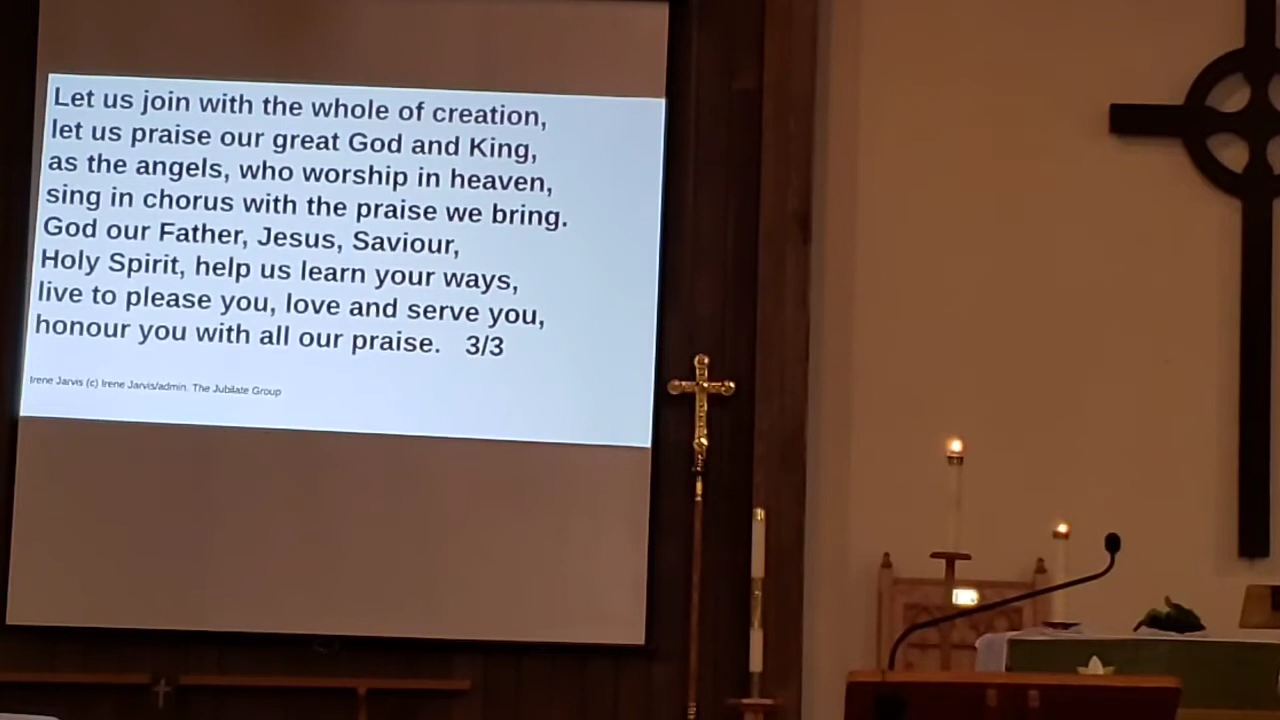 Let us join with the whole of creation,
let us praise our great God and King,
as the angels, who worship in heaven,
sing in chorus with the praise we bring.
God our Father, Jesus, Saviour,
Holy Spirit, help us learn your ways,
live to please you, love and serve you,
honour you with all our praise. 3/3
Irene Jarvis (c) Irene Jarvis/admin. The Jubilate Group